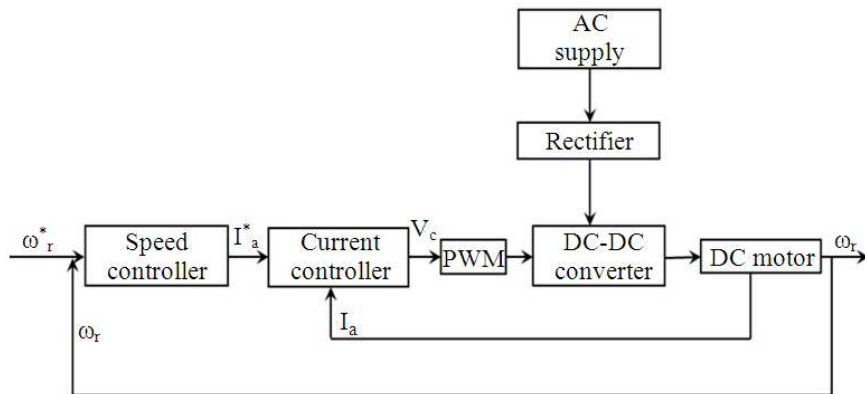 AC
supply
Rectifier
ω*r
Speed
controller
I*a
Current
controller
Vc
PWM
DC-DC
converter
DC motor
ωr
Ia
ωr